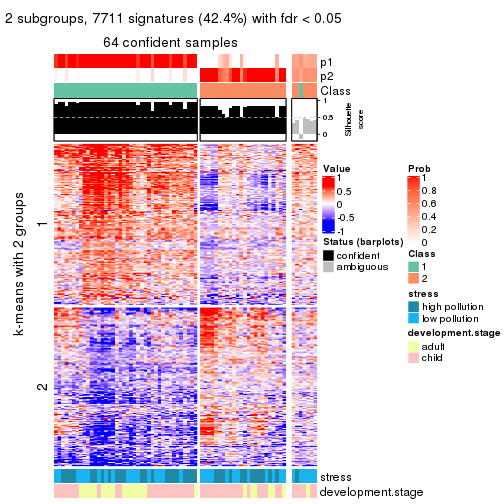 2 subgroups, 7711 signatures (42.4%) with fdr < 0.05
64 confident samples
p1
p2
Class
1
0.5
0
Silhouette
score
k-means with 2 groups
1
2
Value
1
0.5
0
-0.5
-1
Status (barplots)
confident
ambiguous
Prob
1
0.8
0.6
0.4
0.2
0
Class
1
2
stress
high pollution
low pollution
development.stage
adult
child
stress
development.stage